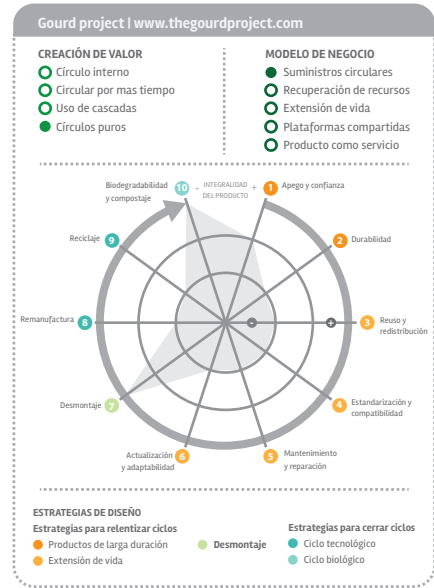 Gourd project | www.thegourdproject.com
CREACIÓN DE VALOR
Círculo interno
Circular por mas tiempo
Uso de cascadas
Círculos puros
MODELO DE NEGOCIO
Suministros circulares
Recuperación de recursos
Extensión de vida
Plataformas compartidas
Producto como servicio
Biodegradabilidad
y compostaje
10
- INTEGRALIDAD +
DEL PRODUCTO
1 Apego y confianza
Reciclaje 9
2 Durabilidad
Remanufactura 8
- +
3 Reuso y
redistribución
Desmontaje 7
4 Estandarización y
compatibilidad
Actualización
y adaptabilidad
6
5 Mantenimiento
y reparación
ESTRATEGIAS DE DISEÑO
Estrategias para relentizar ciclos
Productos de larga duración
Extensión de vida
Desmontaje
Estrategias para cerrar ciclos
Ciclo tecnológico
Ciclo biológico